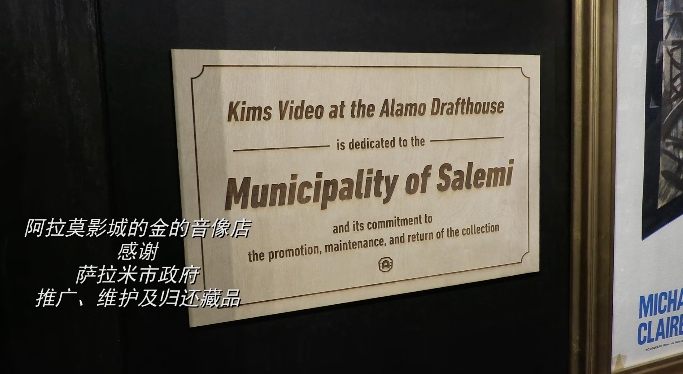 Kims Video at the Alamo Drafthouse
is dedicated to the
Municipality of Salemi
and its commitment to
the promotion, maintenance, and return of the collection
阿拉莫影城的金的音像店
感谢
萨拉米市政府
推广、维护及归还藏品
MICHA
CLAIRE